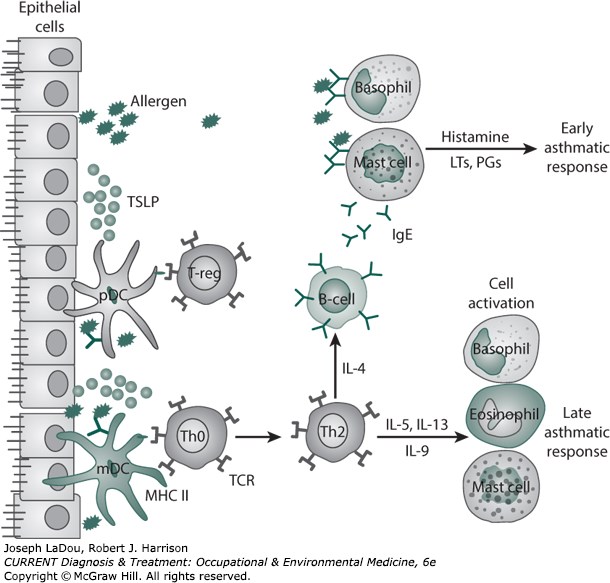 Epithelial
cells
Allergen
TSLP
pDC
T-reg
mDC
MHC II
Th0
TCR
Th2
IL-4
B-cell
IgE
Basophil
Mast cell
Histamine
LTs, PGs
Early
asthmatic
response
IL-5, IL-13
IL-9
Cell
activation
Basophil
Eosinophil
Mast cell
Late
asthmatic
response
Joseph LaDou, Robert J. Harrison
CURRENT Diagnosis & Treatment: Occupational & Environmental Medicine, 6e
Copyright © McGraw Hill. All rights reserved.